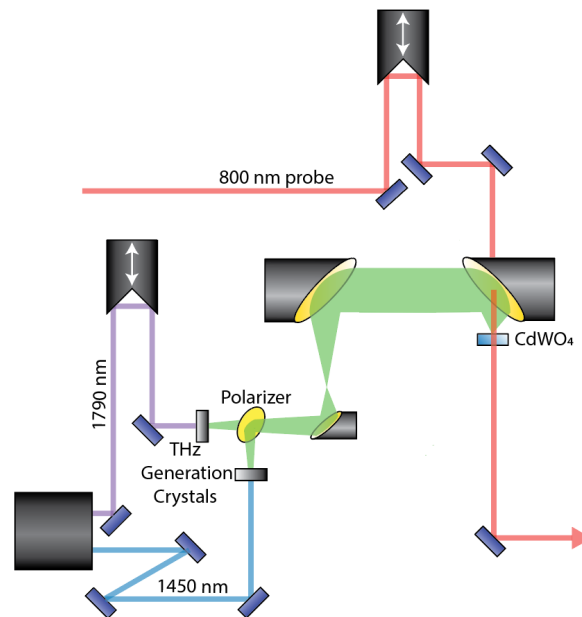 800 nm probe
CdWO₄
1790 nm
Polarizer
THz
Generation
Crystals
1450 nm